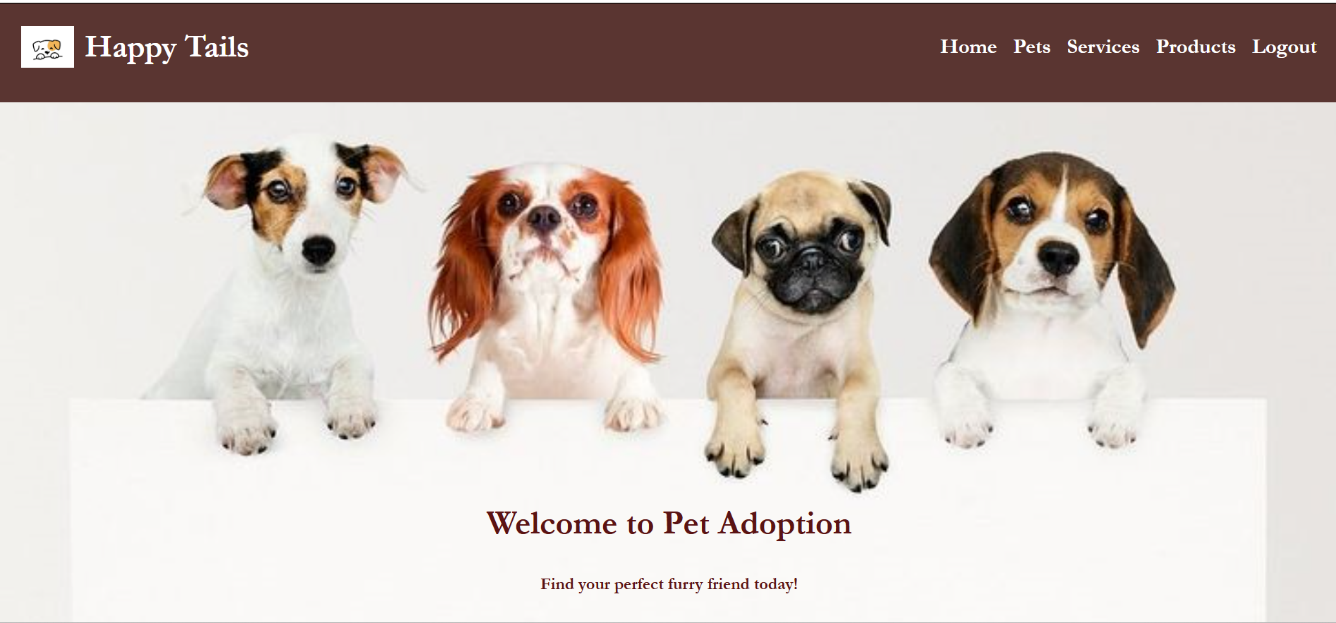 Happy Tails
Home Pets Services Products Logout
Welcome to Pet Adoption
Find your perfect furry friend today!